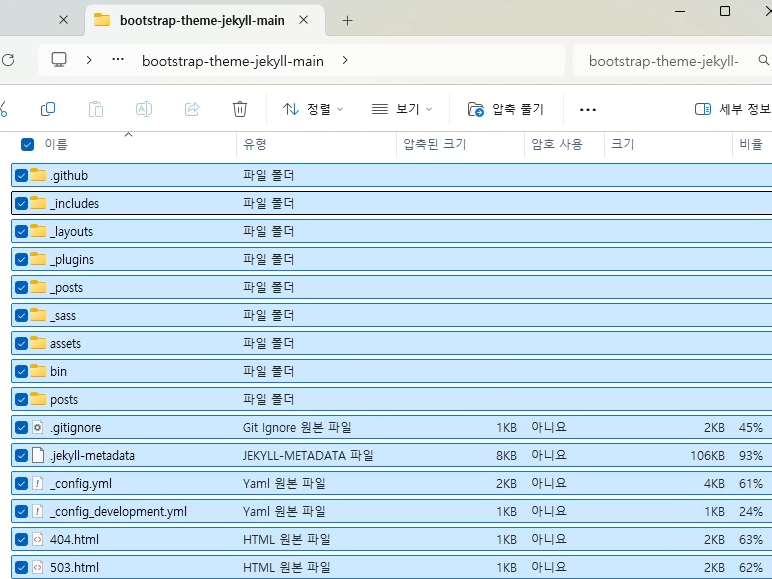 bootstrap-theme-jekyll-main
bootstrap-theme-jekyll-main bootstrap-theme-jekyll-
정렬 보기 압축 풀기 세부 정보
이름 유형 압축된 크기 암호 사용 크기 비율
.github 파일 폴더
_includes 파일 폴더
_layouts 파일 폴더
_plugins 파일 폴더
_posts 파일 폴더
_sass 파일 폴더
assets 파일 폴더
bin 파일 폴더
posts 파일 폴더
.gitignore Git Ignore 원본 파일 1KB 아니요 2KB 45%
.jekyll-metadata JEKYLL-METADATA 파일 8KB 아니요 106KB 93%
_config.yml Yaml 원본 파일 2KB 아니요 4KB 61%
_config_development.yml Yaml 원본 파일 1KB 아니요 1KB 24%
404.html HTML 원본 파일 1KB 아니요 2KB 63%
503.html HTML 원본 파일 1KB 아니요 2KB 62%